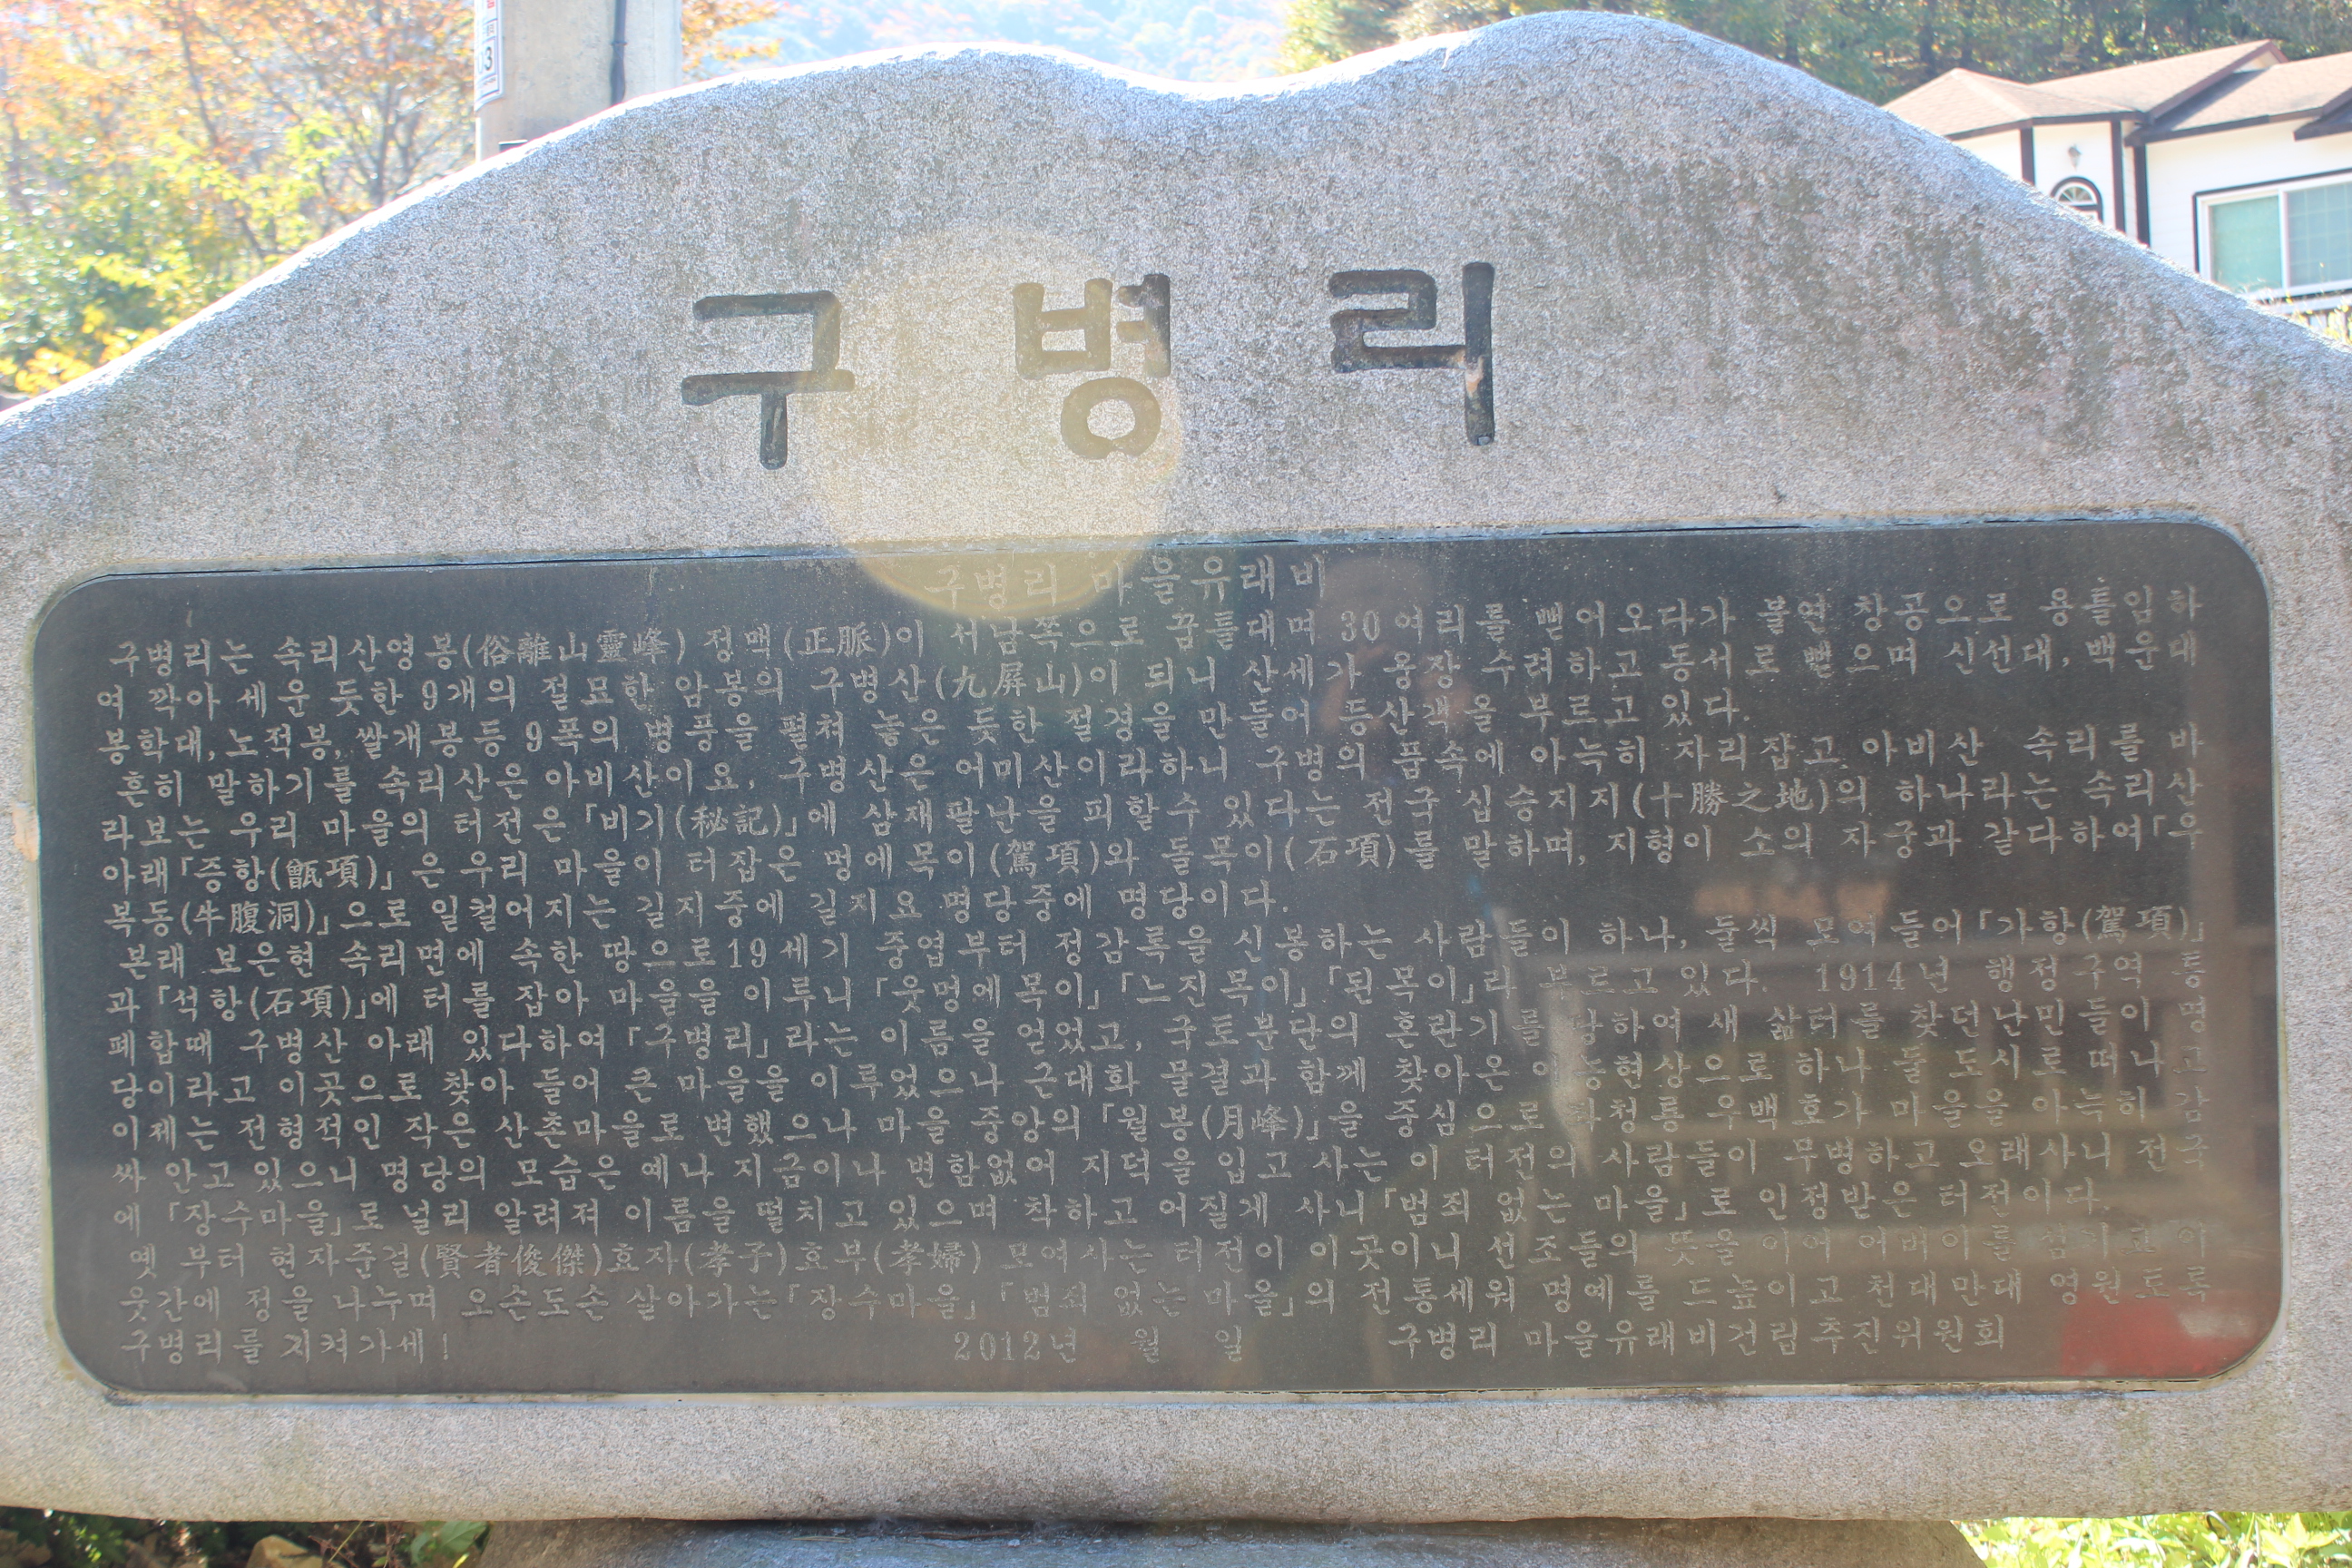 3
구병리
구병리 마을유래비
구병리는 속리산영봉(俗離山靈峰) 정맥(正脈)이 서남쪽으로 꿈틀대며 30여리를 뻗어오다가 불연 창공으로 용틀임하
여 깍아 세운 듯한 9개의 절묘한 암봉의 구병산(九屛山)이 되니 산세가 웅장 수려하고 동서로 뻗으며 신선대,백운대
봉학대,노적봉,쌀개봉등 9폭의 병풍을 펼쳐 놓은 듯한 절경을 만들어 등산객을 부르고 있다.
흔히 말하기를 속리산은 아비산이요, 구병산은 어미산이라하니 구병의 품속에 아늑히 자리잡고 아비산 속리를 바
라보는 우리 마을의 터전은「비기(秘記)」에 삼재팔난을 피할수 있다는 전국 십승지지(十勝之地)의 하나라는 속리산
아래「증항(甑項)」은 우리 마을이 터잡은 멍에목이(駕項)와 돌목이(石項)를 말하며, 지형이 소의 자궁과 같다하여「우
복동(牛腹洞)」으로 일컬어지는 길지중에 길지요 명당중에 명당이다.
본래 보은현 속리면에 속한 땅으로19세기 중엽부터 정감록을 신봉하는 사람들이 하나, 둘씩 모여들어「가항(駕項)」
과「석항(石項)」에 터를 잡아 마을을 이루니「웃멍에목이」「느진목이」「된목이」라 부르고 있다. 1914년 행정구역 통
폐합때 구병산 아래 있다하여「구병리」라는 이름을 얻었고, 국토분단의 혼란기를 당하여 새 삶터를 찾던난민들이 명
당이라고 이곳으로 찾아 들어 큰 마을을 이루었으나 근대화 물결과 함께 찾아온 이농현상으로 하나 둘 도시로 떠나고
이제는 전형적인 작은 산촌마을로 변했으나 마을 중앙의「월봉(月峰)」을 중심으로 좌청룡 우백호가 마을을 아늑히 감
싸 안고 있으니 명당의 모습은 예나 지금이나 변함없어 지덕을 입고 사는 이 터전의 사람들이 무병하고 오래사니 전국
에「장수마을」로 널리 알려져 이름을 떨치고 있으며 착하고 어질게 사니「범죄 없는 마을」로 인정받은 터전이다.
옛 부터 현자준걸(賢者俊傑)효자(孝子)효부(孝婦) 모여사는 터전이 이곳이니 선조들의 뜻을 이어 어버이를 섬기고 이
웃간에 정을 나누며 오손도손 살아가는「장수마을」「범죄 없는 마을」의 전통세워 명예를 드높이고 천대만대 영원토록
구병리를 지켜가세! 2012년 월 일 구병리 마을유래비건립추진위원회